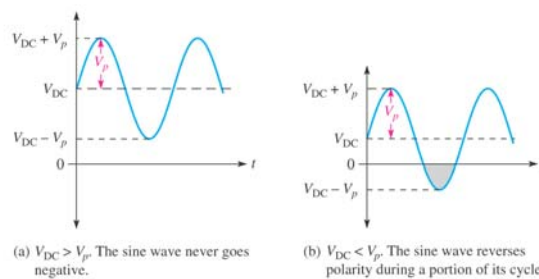 V_DC + V_p
V_p
V_DC
V_DC − V_p
0
t
(a) V_DC > V_p. The sine wave never goes
negative.
V_DC + V_p
V_p
V_DC
0
V_DC − V_p
t
(b) V_DC < V_p. The sine wave reverses
polarity during a portion of its cycle